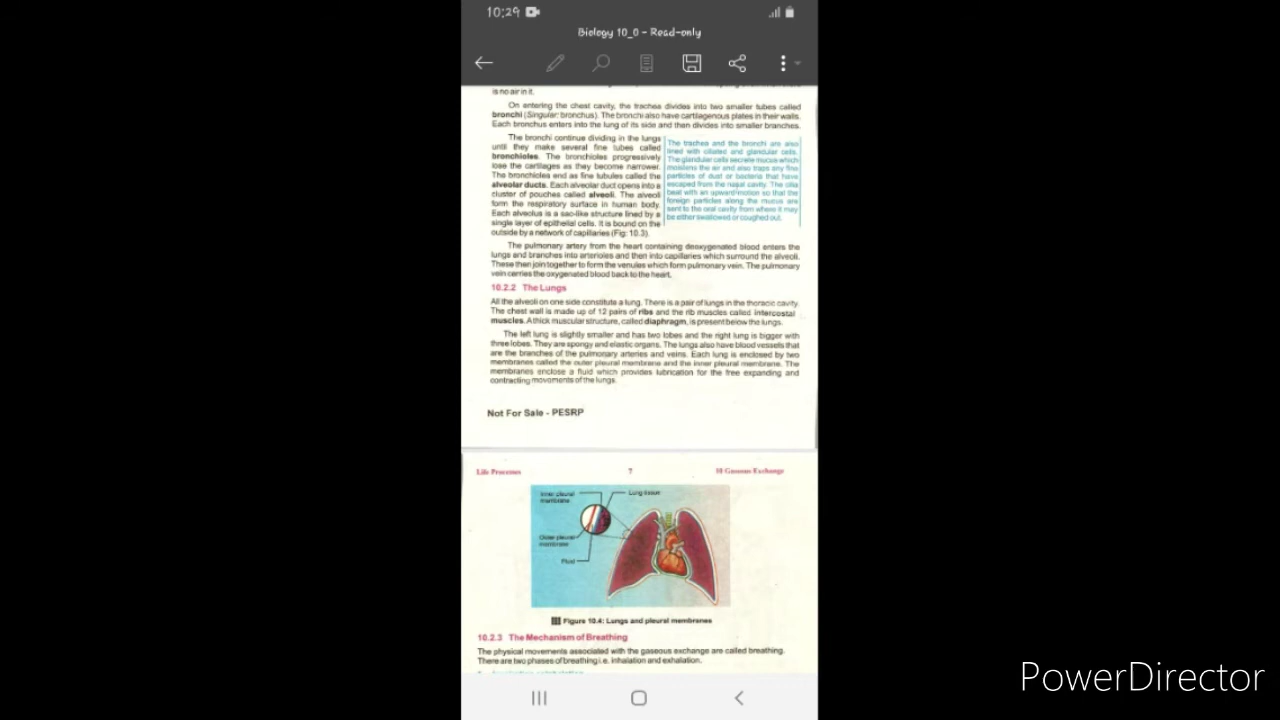 10:29
Biology 10_0 - Read-only
is no air in it.
On entering the chest cavity, the trachea divides into two smaller tubes called
bronchi (Singular: bronchus). The bronchi also have cartilagenous plates in their walls.
Each bronchus enters into the lung of its side and then divides into smaller branches.
The bronchi continue dividing in the lungs
until they make several fine tubes called
bronchioles. The bronchioles progressively
lose the cartilages as they become narrower.
The bronchioles end as fine tubules called the
alveolar ducts. Each alveolar duct opens into a
cluster of pouches called alveoli. The alveoli
form the respiratory surface in human body.
Each alveolus is a sac-like structure lined by a
single layer of epithelial cells. It is bound on the
outside by a network of capillaries (Fig: 10.3).
The trachea and the bronchi are also
lined with ciliated and glandular cells.
The glandular cells secrete mucus which
moistens the air and also traps any fine
particles of dust or bacteria that have
escaped from the nasal cavity. The cilia
beat with an upward motion so that the
foreign particles along the mucus are
sent to the oral cavity from where it may
be either swallowed or coughed out.
The pulmonary artery from the heart containing deoxygenated blood enters the
lungs and branches into arterioles and then into capillaries which surround the alveoli.
These then join together to form the venules which form pulmonary vein. The pulmonary
vein carries the oxygenated blood back to the heart.
10.2.2 The Lungs
All the alveoli on one side constitute a lung. There is a pair of lungs in the thoracic cavity.
The chest wall is made up of 12 pairs of ribs and the rib muscles called intercostal
muscles. A thick muscular structure, called diaphragm, is present below the lungs.
The left lung is slightly smaller and has two lobes and the right lung is bigger with
three lobes. They are spongy and elastic organs. The lungs also have blood vessels that
are the branches of the pulmonary arteries and veins. Each lung is enclosed by two
membranes called the outer pleural membrane and the inner pleural membrane. The
membranes enclose a fluid which provides lubrication for the free expanding and
contracting movements of the lungs.
Not For Sale - PESRP
Life Processes 7 10 Gaseous Exchange
Inner pleural
membrane
Lung tissue
Outer pleural
membrane
Fluid
Figure 10.4: Lungs and pleural membranes
10.2.3 The Mechanism of Breathing
The physical movements associated with the gaseous exchange are called breathing.
There are two phases of breathing i.e. inhalation and exhalation.
PowerDirector